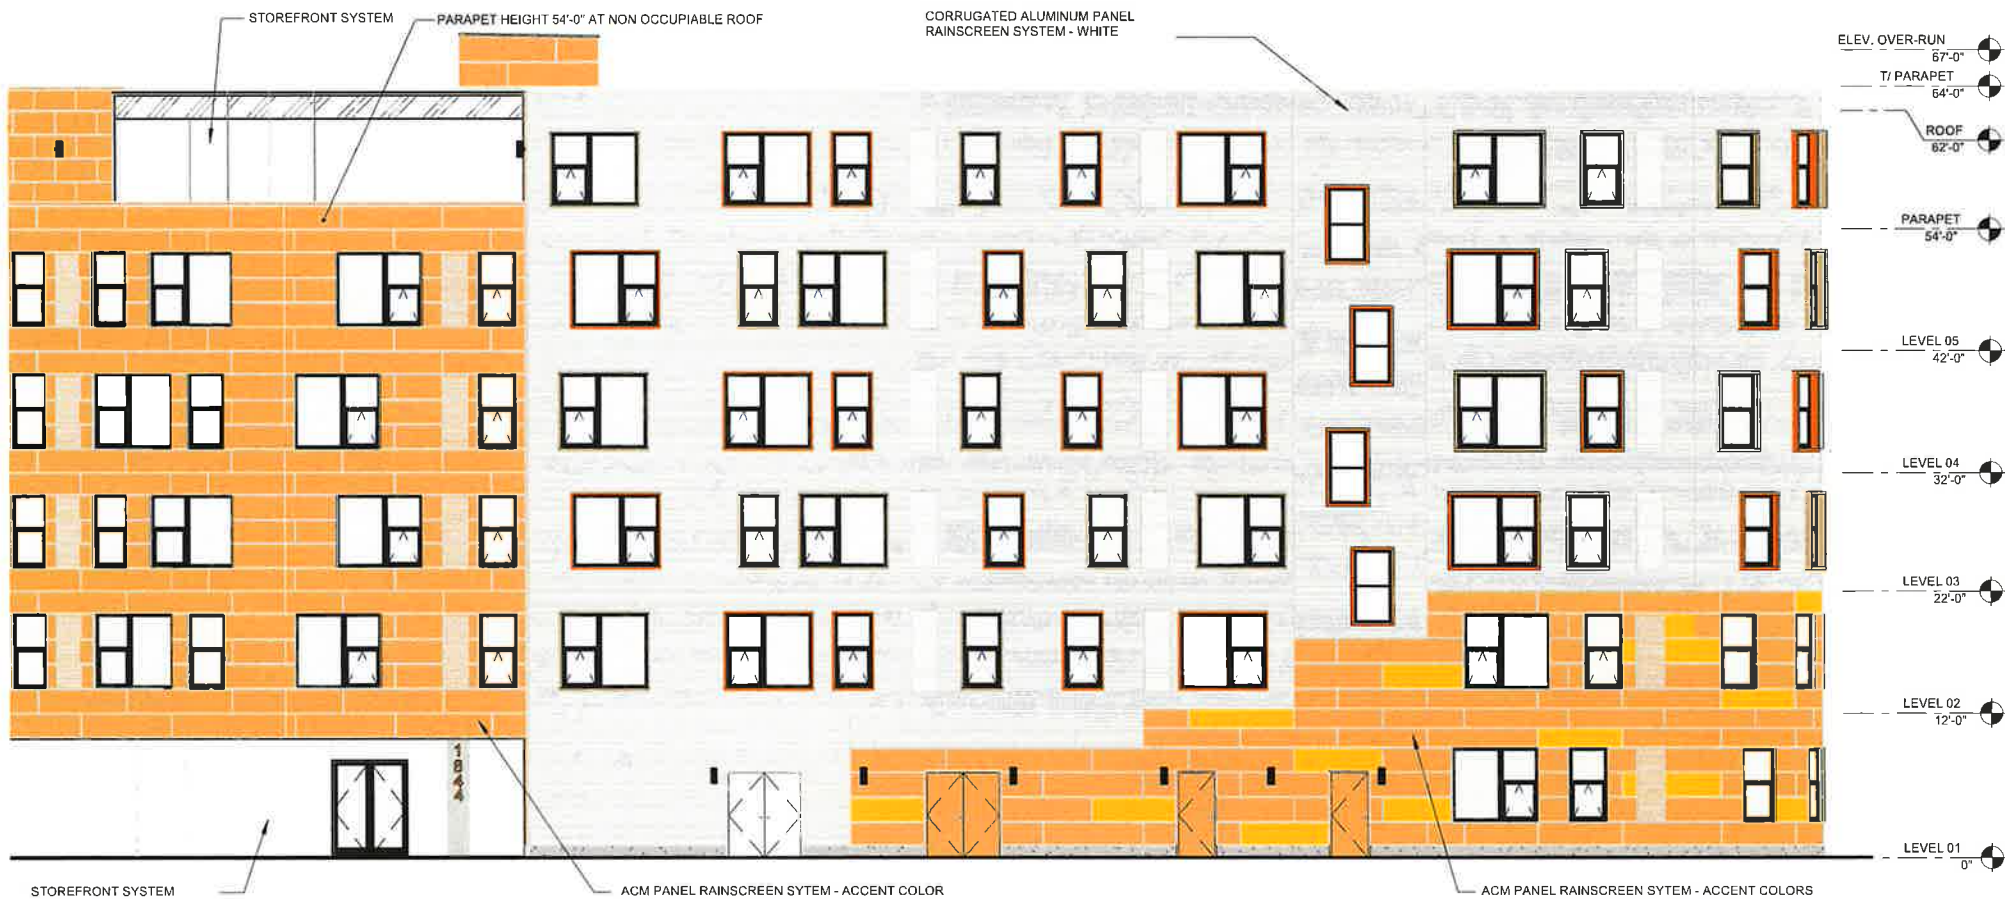 STOREFRONT SYSTEM
PARAPET HEIGHT 54'-0" AT NON OCCUPIABLE ROOF
CORRUGATED ALUMINUM PANEL
RAINSCREEN SYSTEM - WHITE
ELEV. OVER-RUN
67'-0"
T/ PARAPET
64'-0"
ROOF
62'-0"
PARAPET
54'-0"
LEVEL 05
42'-0"
LEVEL 04
32'-0"
LEVEL 03
22'-0"
LEVEL 02
12'-0"
1844
LEVEL 01
0"
STOREFRONT SYSTEM
ACM PANEL RAINSCREEN SYTEM - ACCENT COLOR
ACM PANEL RAINSCREEN SYTEM - ACCENT COLORS